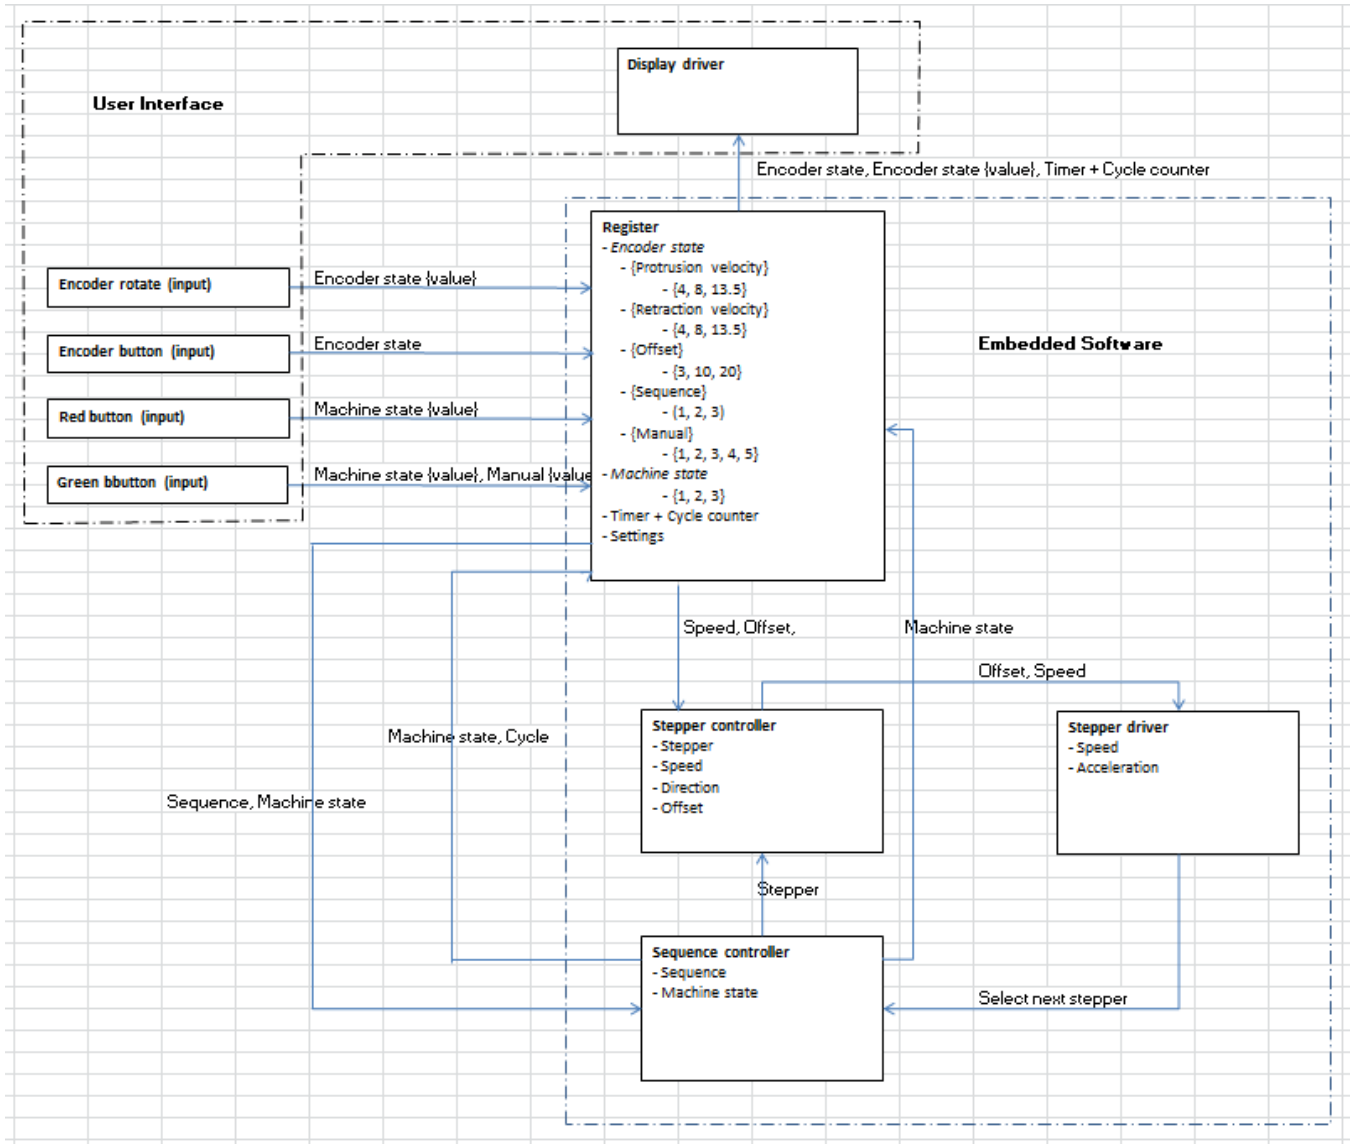 Display driver
User Interface
Encoder state, Encoder state {value}, Timer + Cycle counter
Register
- Encoder state
- {Protrusion velocity}
- {4, 8, 13.5}
- {Retraction velocity}
- {4, 8, 13.5}
- {Offset}
- {3, 10, 20}
- {Sequence}
- (1, 2, 3)
- {Manual}
- {1, 2, 3, 4, 5}
- Machine state
- {1, 2, 3}
- Timer + Cycle counter
- Settings
Encoder rotate (input)
Encoder state {value}
Encoder button (input)
Encoder state
Red button (input)
Machine state {value}
Green bbutton (input)
Machine state {value}, Manual {value
Embedded Software
Speed, Offset,
Machine state
Offset, Speed
Stepper controller
- Stepper
- Speed
- Direction
- Offset
Stepper driver
- Speed
- Acceleration
Machine state, Cycle
Sequence, Machine state
Stepper
Sequence controller
- Sequence
- Machine state
Select next stepper